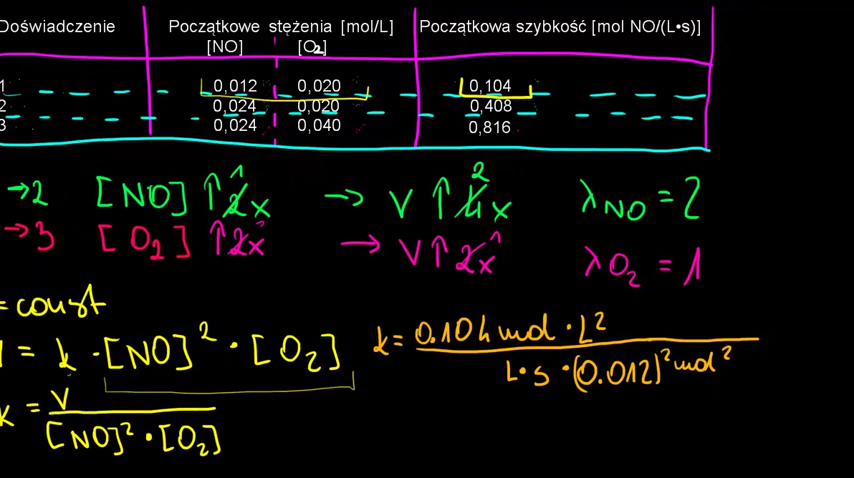 Doświadczenie Początkowe stężenia [mol/L] Początkowa szybkość [mol NO/(L•s)]
[NO] [O₂]
1 0,012 0,020 0,104
2 0,024 0,020 0,408
3 0,024 0,040 0,816
→2 [NO] ↑ 2x → V ↑ 4x λ NO = 2
→3 [O₂] ↑ 2x → V ↑ 2x λ O₂ = 1
= const
= k · [NO]² · [O₂]
k = 0.104 mol · L²
L·s · (0.012)² mol²
k = V
[NO]² · [O₂]